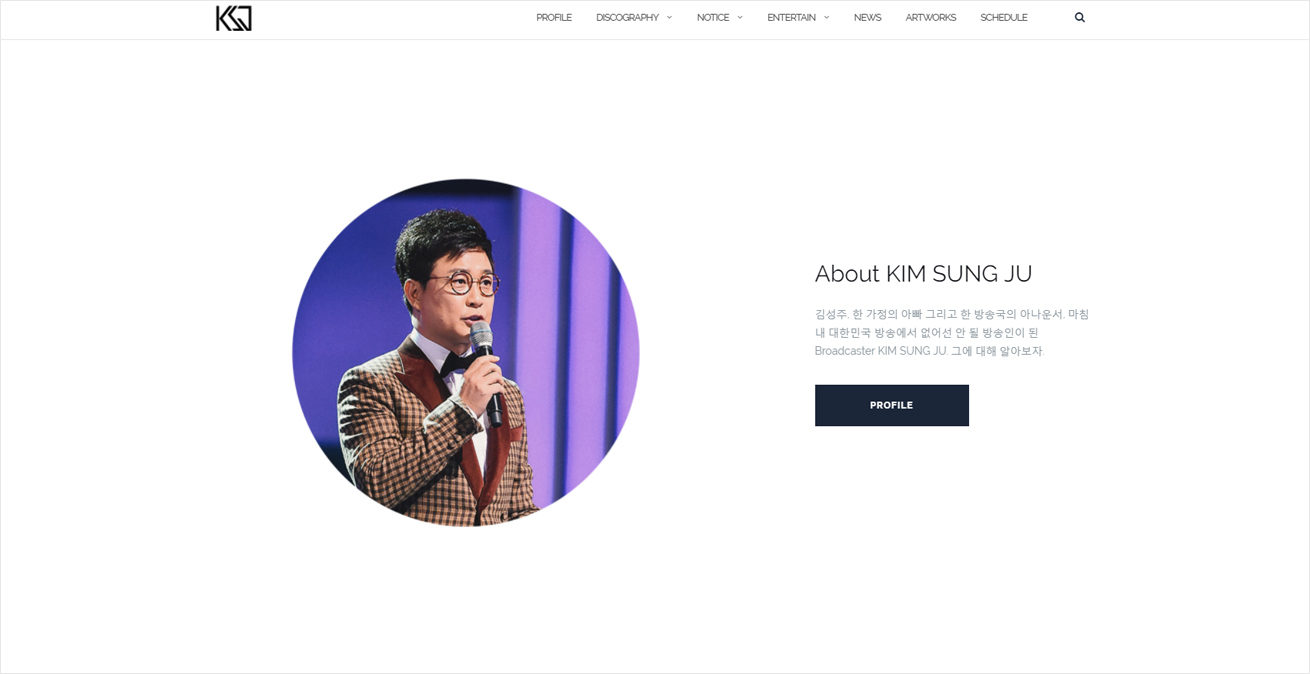 KSJ
PROFILE DISCOGRAPHY NOTICE ENTERTAIN NEWS ARTWORKS SCHEDULE
About KIM SUNG JU
김성주, 한 가정의 아빠 그리고 한 방송국의 아나운서, 마침
내 대한민국 방송에서 없어선 안 될 방송인이 된
Broadcaster KIM SUNG JU. 그에 대해 알아보자.
PROFILE